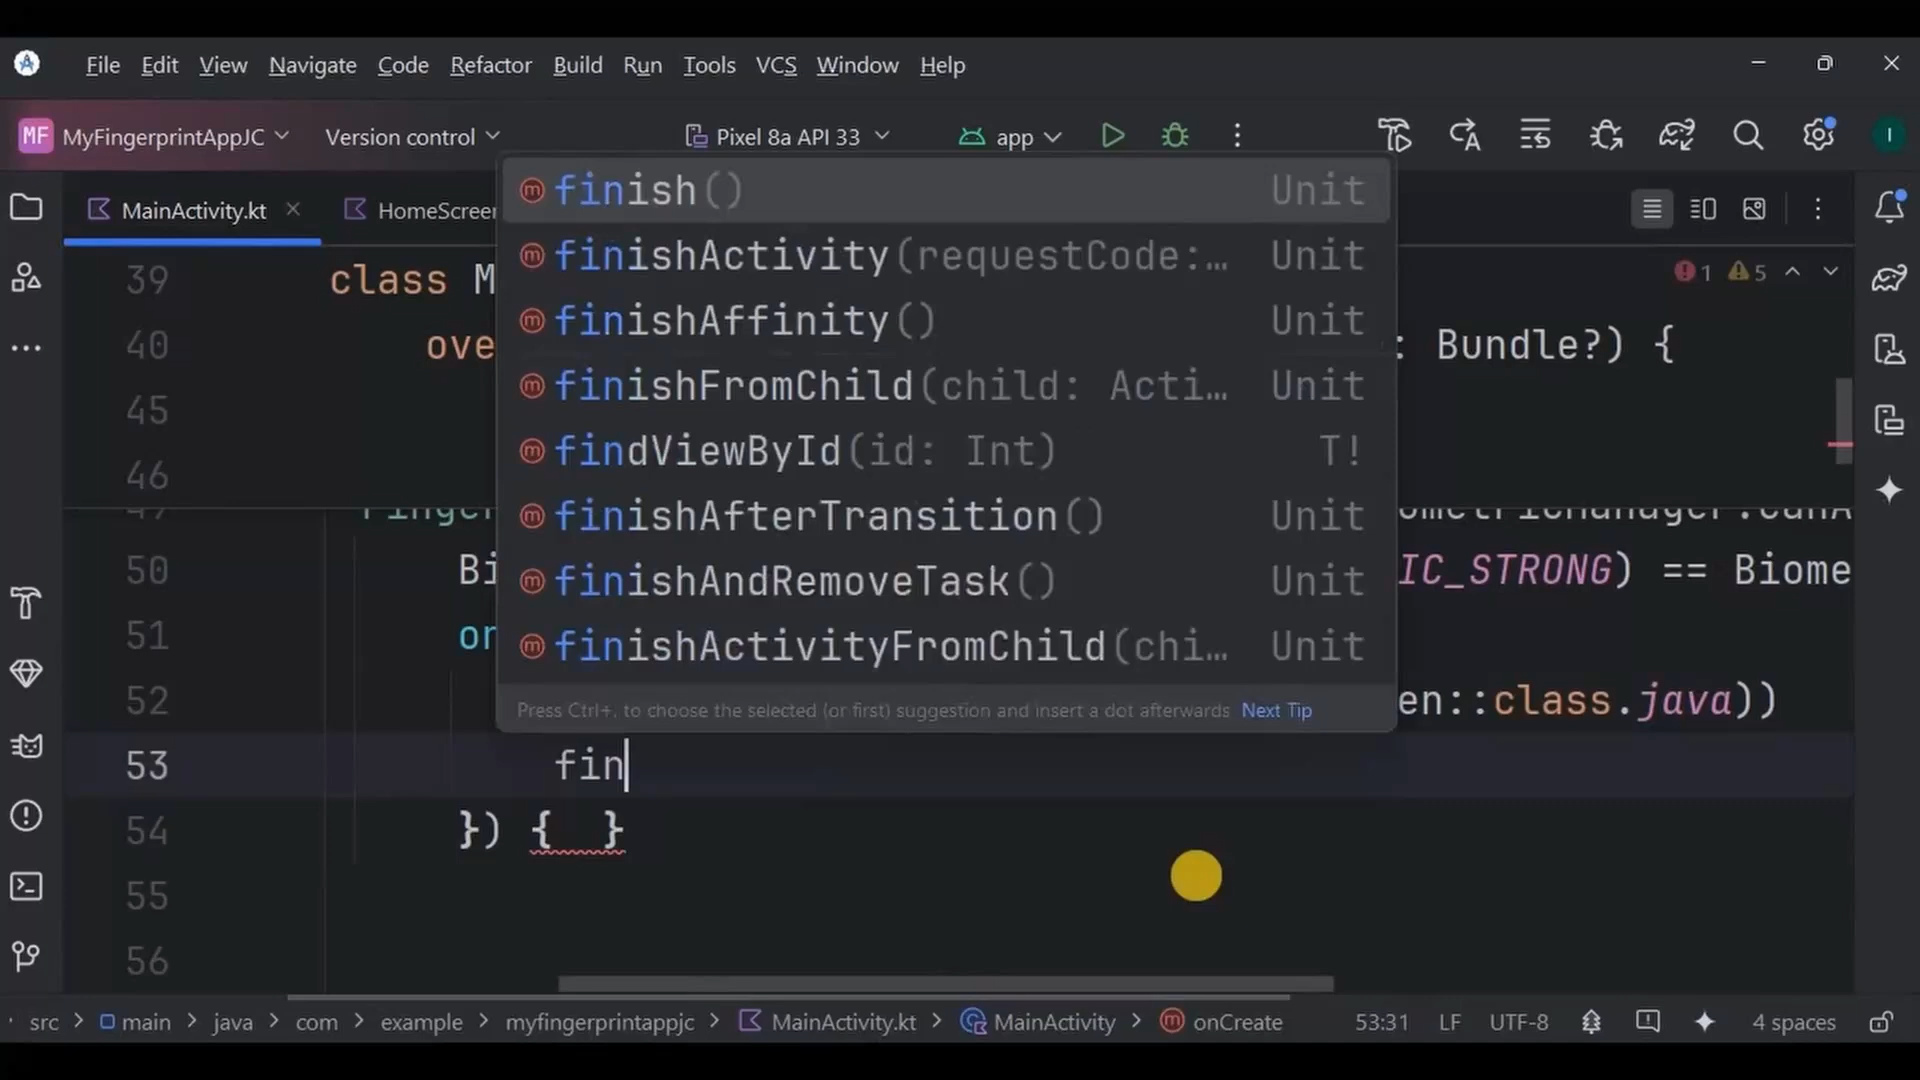 File Edit View Navigate Code Refactor Build Run Tools VCS Window Help
MF MyFingerprintAppJC Version control Pixel 8a API 33 app I
MainActivity.kt HomeScreen
finish() Unit
finishActivity(requestCode:… Unit
finishAffinity() Unit
finishFromChild(child: Acti… Unit
findViewById(id: Int) T!
finishAfterTransition() Unit
finishAndRemoveTask() Unit
finishActivityFromChild(chi… Unit
Press Ctrl+. to choose the selected (or first) suggestion and insert a dot afterwards Next Tip
1 5
39 class M
40 ove : Bundle?) {
45
46
50 Bi IC_STRONG) == Biome
51 on
52 en::class.java))
53 fin
54 }) { }
55
56
src > main > java > com > example > myfingerprintappjc > MainActivity.kt > MainActivity > onCreate 53:31 LF UTF-8 4 spaces